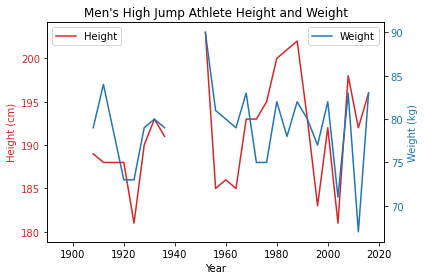 Men's High Jump Athlete Height and Weight
Height
Weight
200
195
190
185
180
Height (cm)
90
85
80
75
70
Weight (kg)
1900 1920 1940 1960 1980 2000 2020
Year